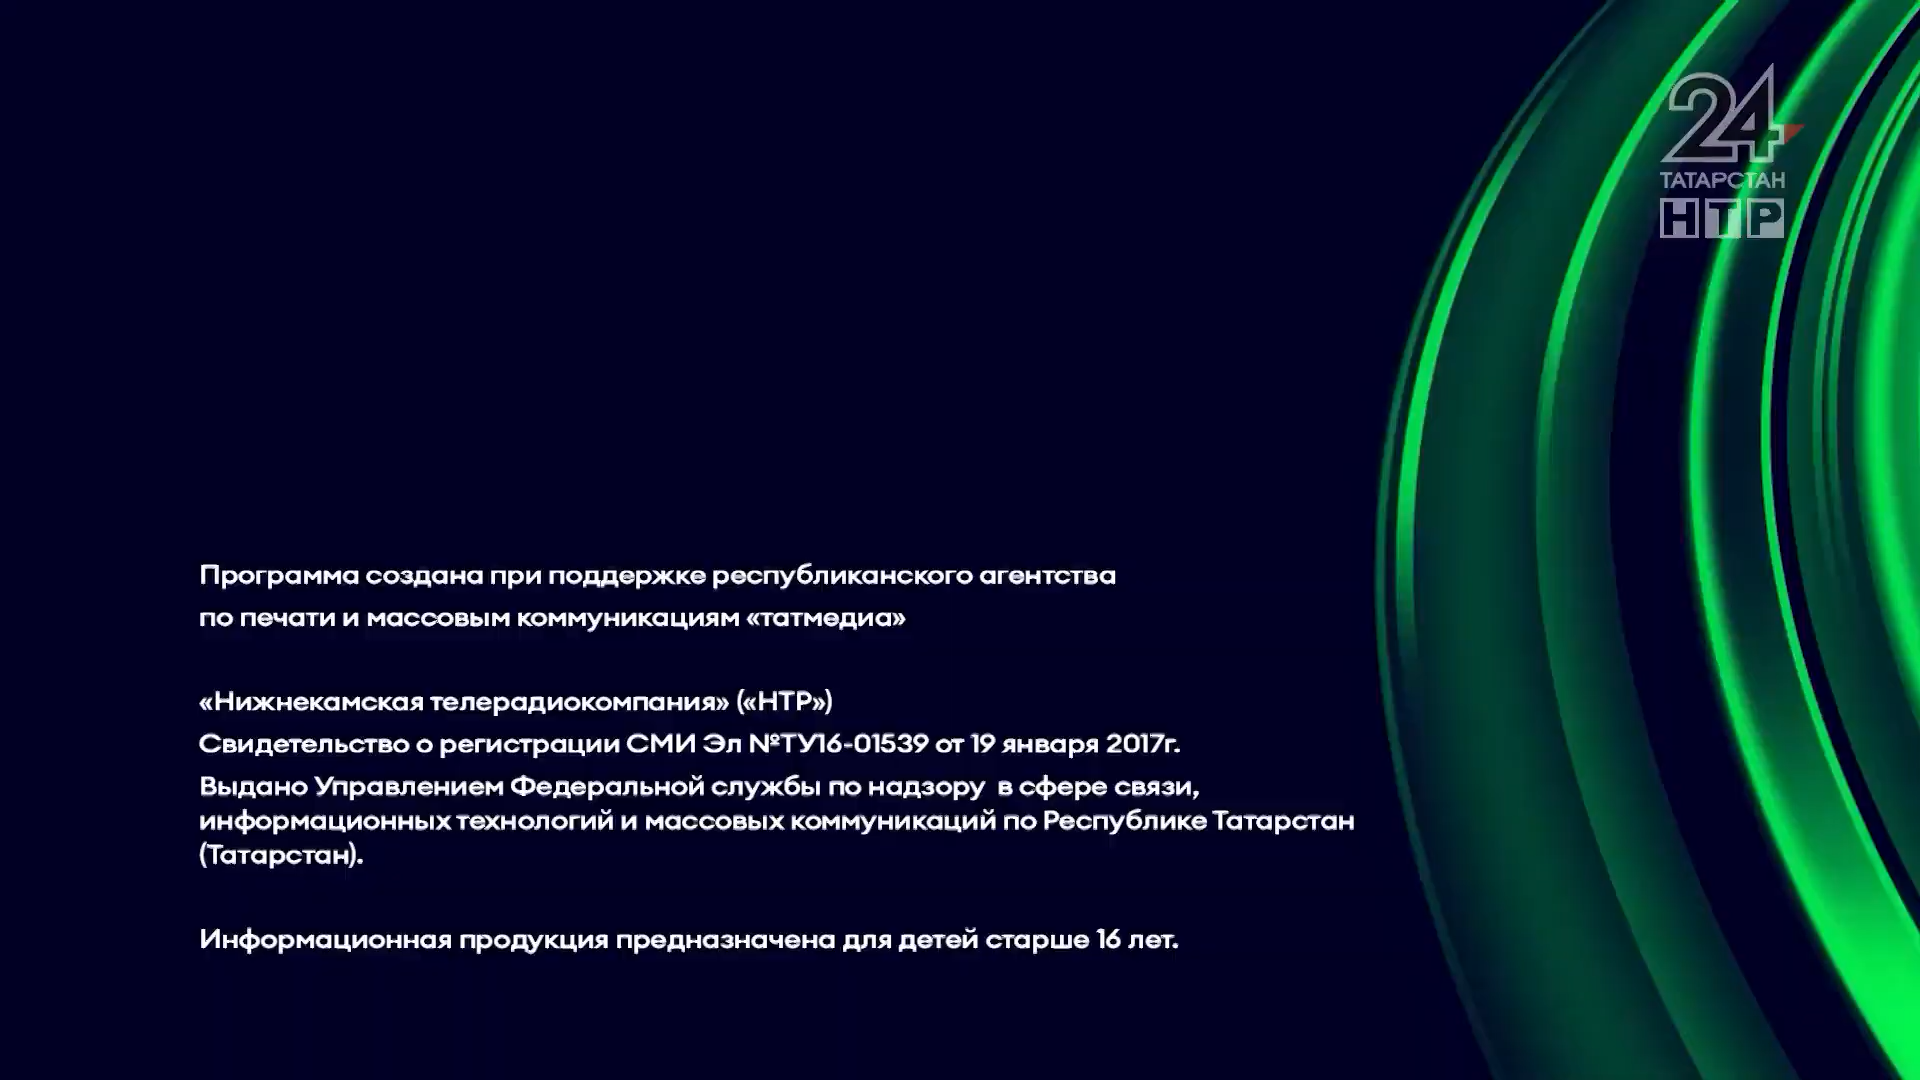 24
ТАТАРСТАН
НТР
Программа создана при поддержке республиканского агентства
по печати и массовым коммуникациям «татмедиа»
«Нижнекамская телерадиокомпания» («НТР»)
Свидетельство о регистрации СМИ Эл №ТУ16-01539 от 19 января 2017г.
Выдано Управлением Федеральной службы по надзору  в сфере связи,
информационных технологий и массовых коммуникаций по Республике Татарстан
(Татарстан).
Информационная продукция предназначена для детей старше 16 лет.